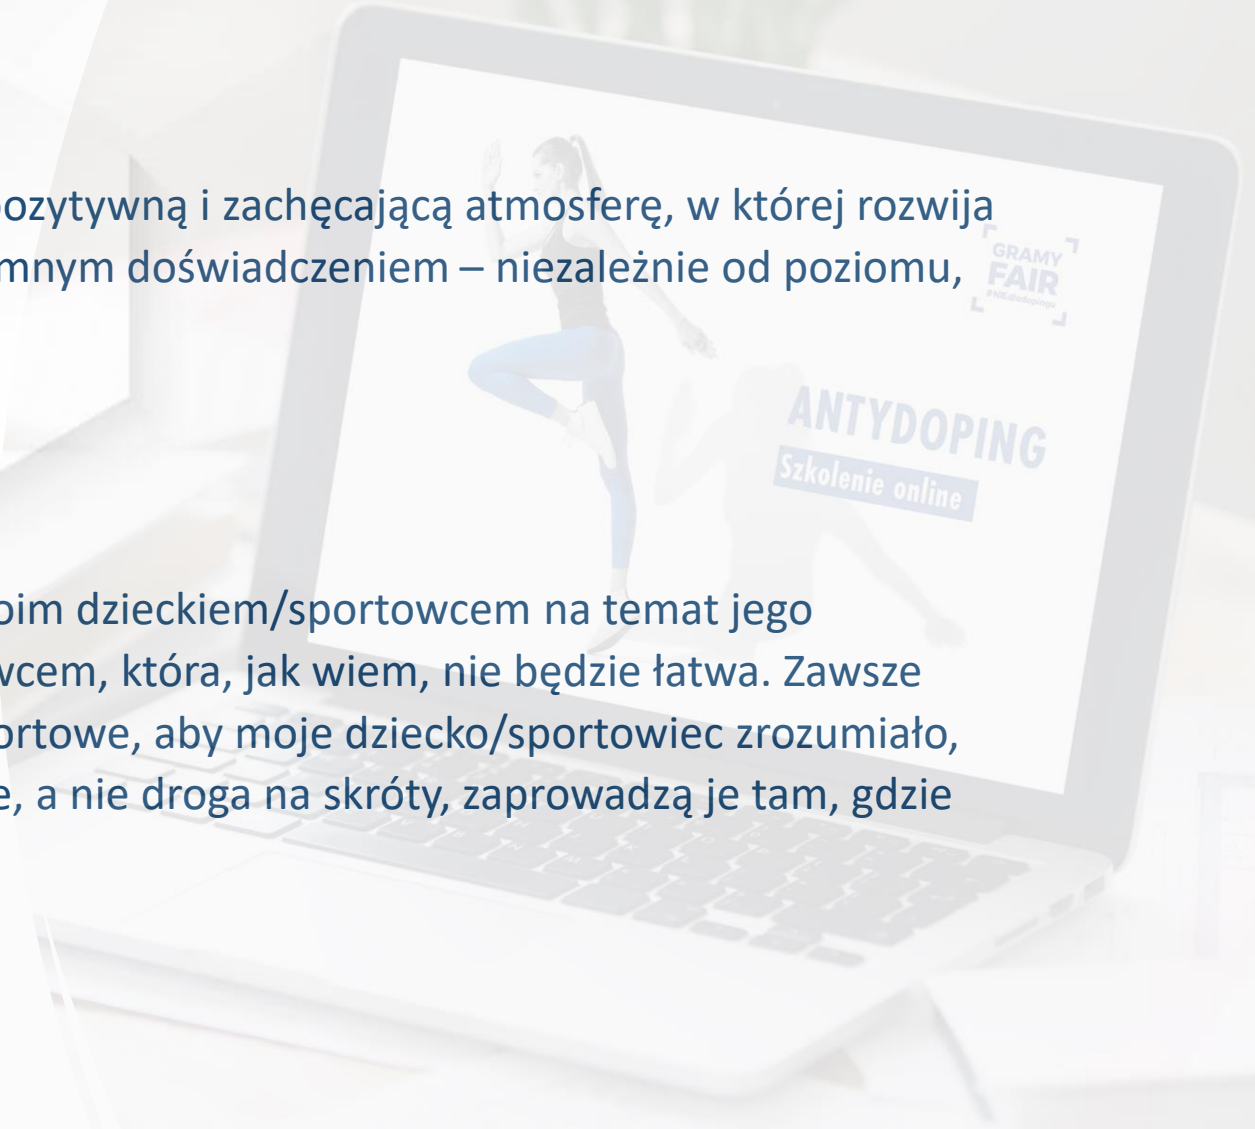 pozytywną i zachęcającą atmosferę, w której rozwija
mnym doświadczeniem – niezależnie od poziomu,
GRAMY
FAIR
#NIEdladopingu
ANTYDOPING
Szkolenie online
oim dzieckiem/sportowcem na temat jego
wcem, która, jak wiem, nie będzie łatwa. Zawsze
ortowe, aby moje dziecko/sportowiec zrozumiało,
e, a nie droga na skróty, zaprowadzą je tam, gdzie